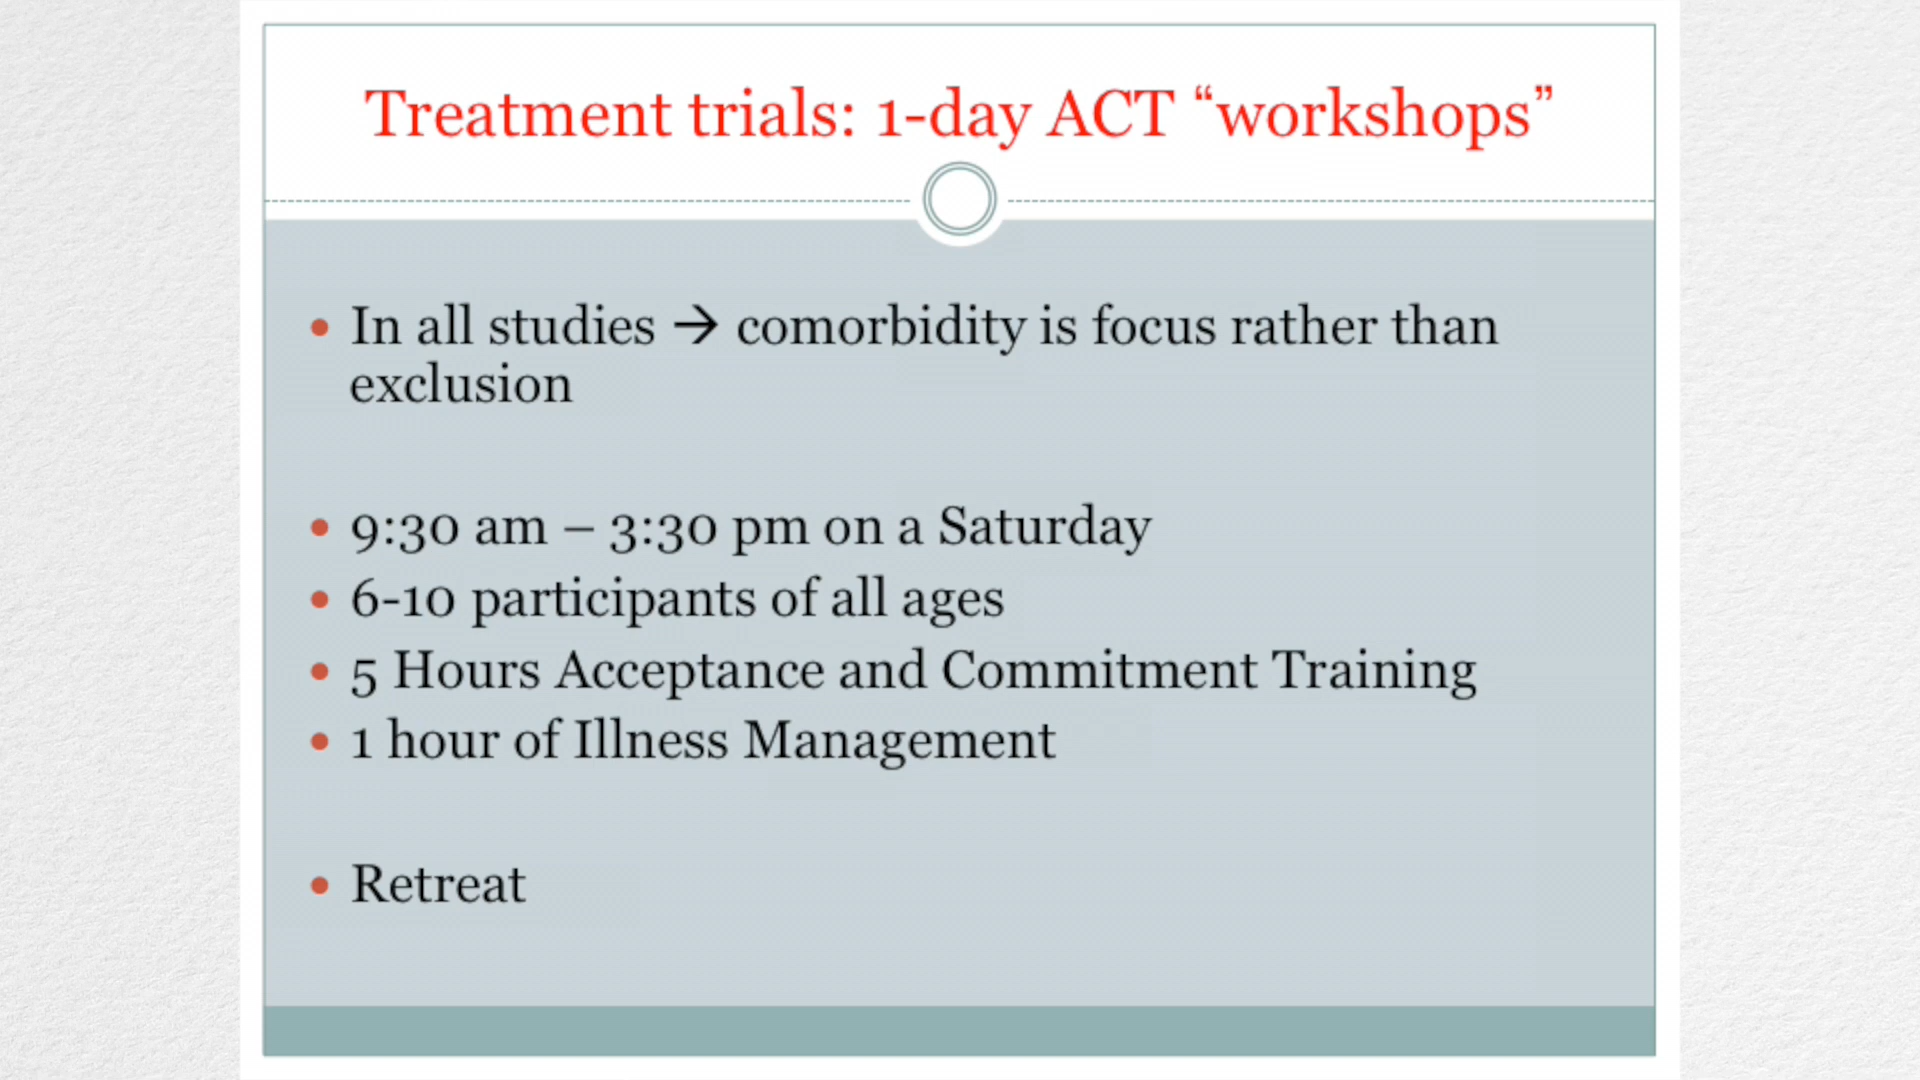 Treatment trials: 1-day ACT “workshops”
• In all studies → comorbidity is focus rather than
exclusion
• 9:30 am – 3:30 pm on a Saturday
• 6-10 participants of all ages
• 5 Hours Acceptance and Commitment Training
• 1 hour of Illness Management
• Retreat